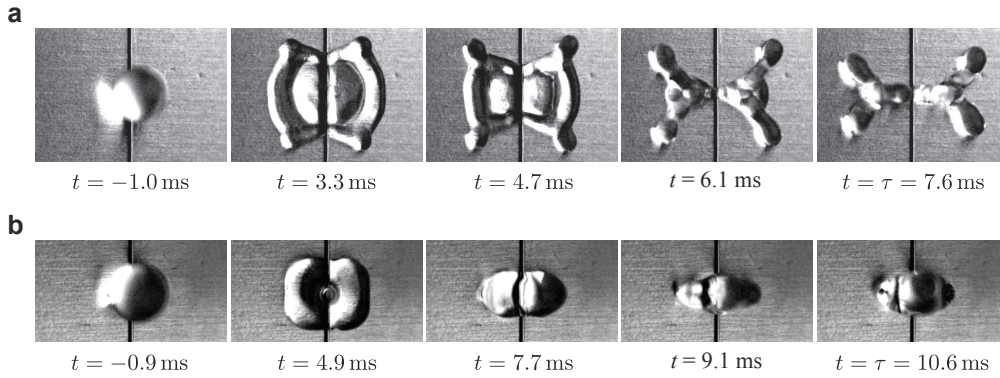 a
t = −1.0 ms t = 3.3 ms t = 4.7 ms t = 6.1 ms t = τ = 7.6 ms
b
t = −0.9 ms t = 4.9 ms t = 7.7 ms t = 9.1 ms t = τ = 10.6 ms